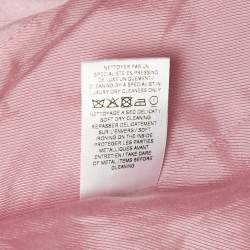 NETTOYER PAR UN
SPECIALISTE EN PRESSING
DE LUXE UNIQUEMENT -
CLEANING BY A SPECIALIST IN
LUXURY DRY CLEANING ONLY
NETTOYAGE A SEC DELICAT /
SOFT DRY CLEANING
REPASSER DELICATEMENT
SUR L'ENVERS / SOFT
IRONING ON THE INSIDE
PROTEGER LES PARTIES
METALLIQUES AVANT
ENTRETIEN / TAKE CARE
OF METAL ITEMS BEFORE
CLEANING